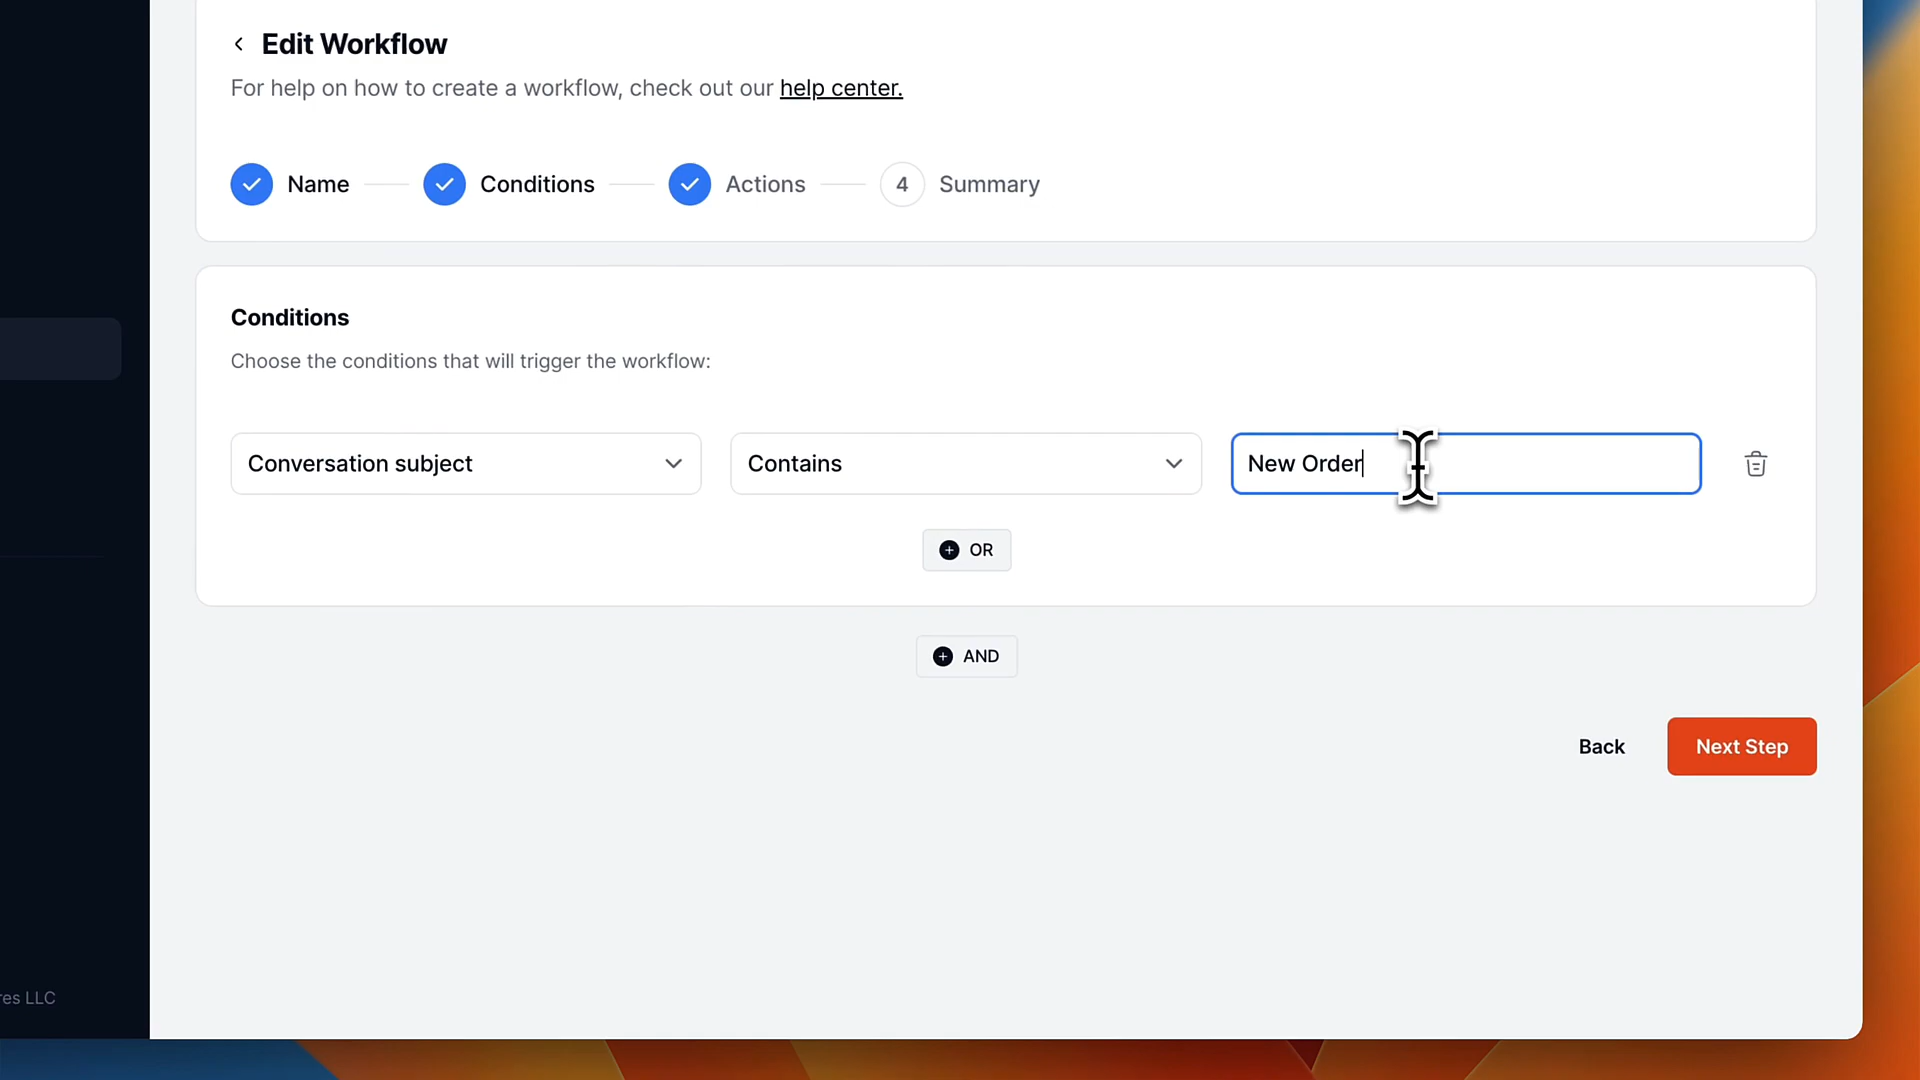 Edit Workflow
For help on how to create a workflow, check out our help center.
Name
Conditions
Actions
4 Summary
Conditions
Choose the conditions that will trigger the workflow:
Conversation subject
Contains
New Order
OR
AND
Back
Next Step
res LLC